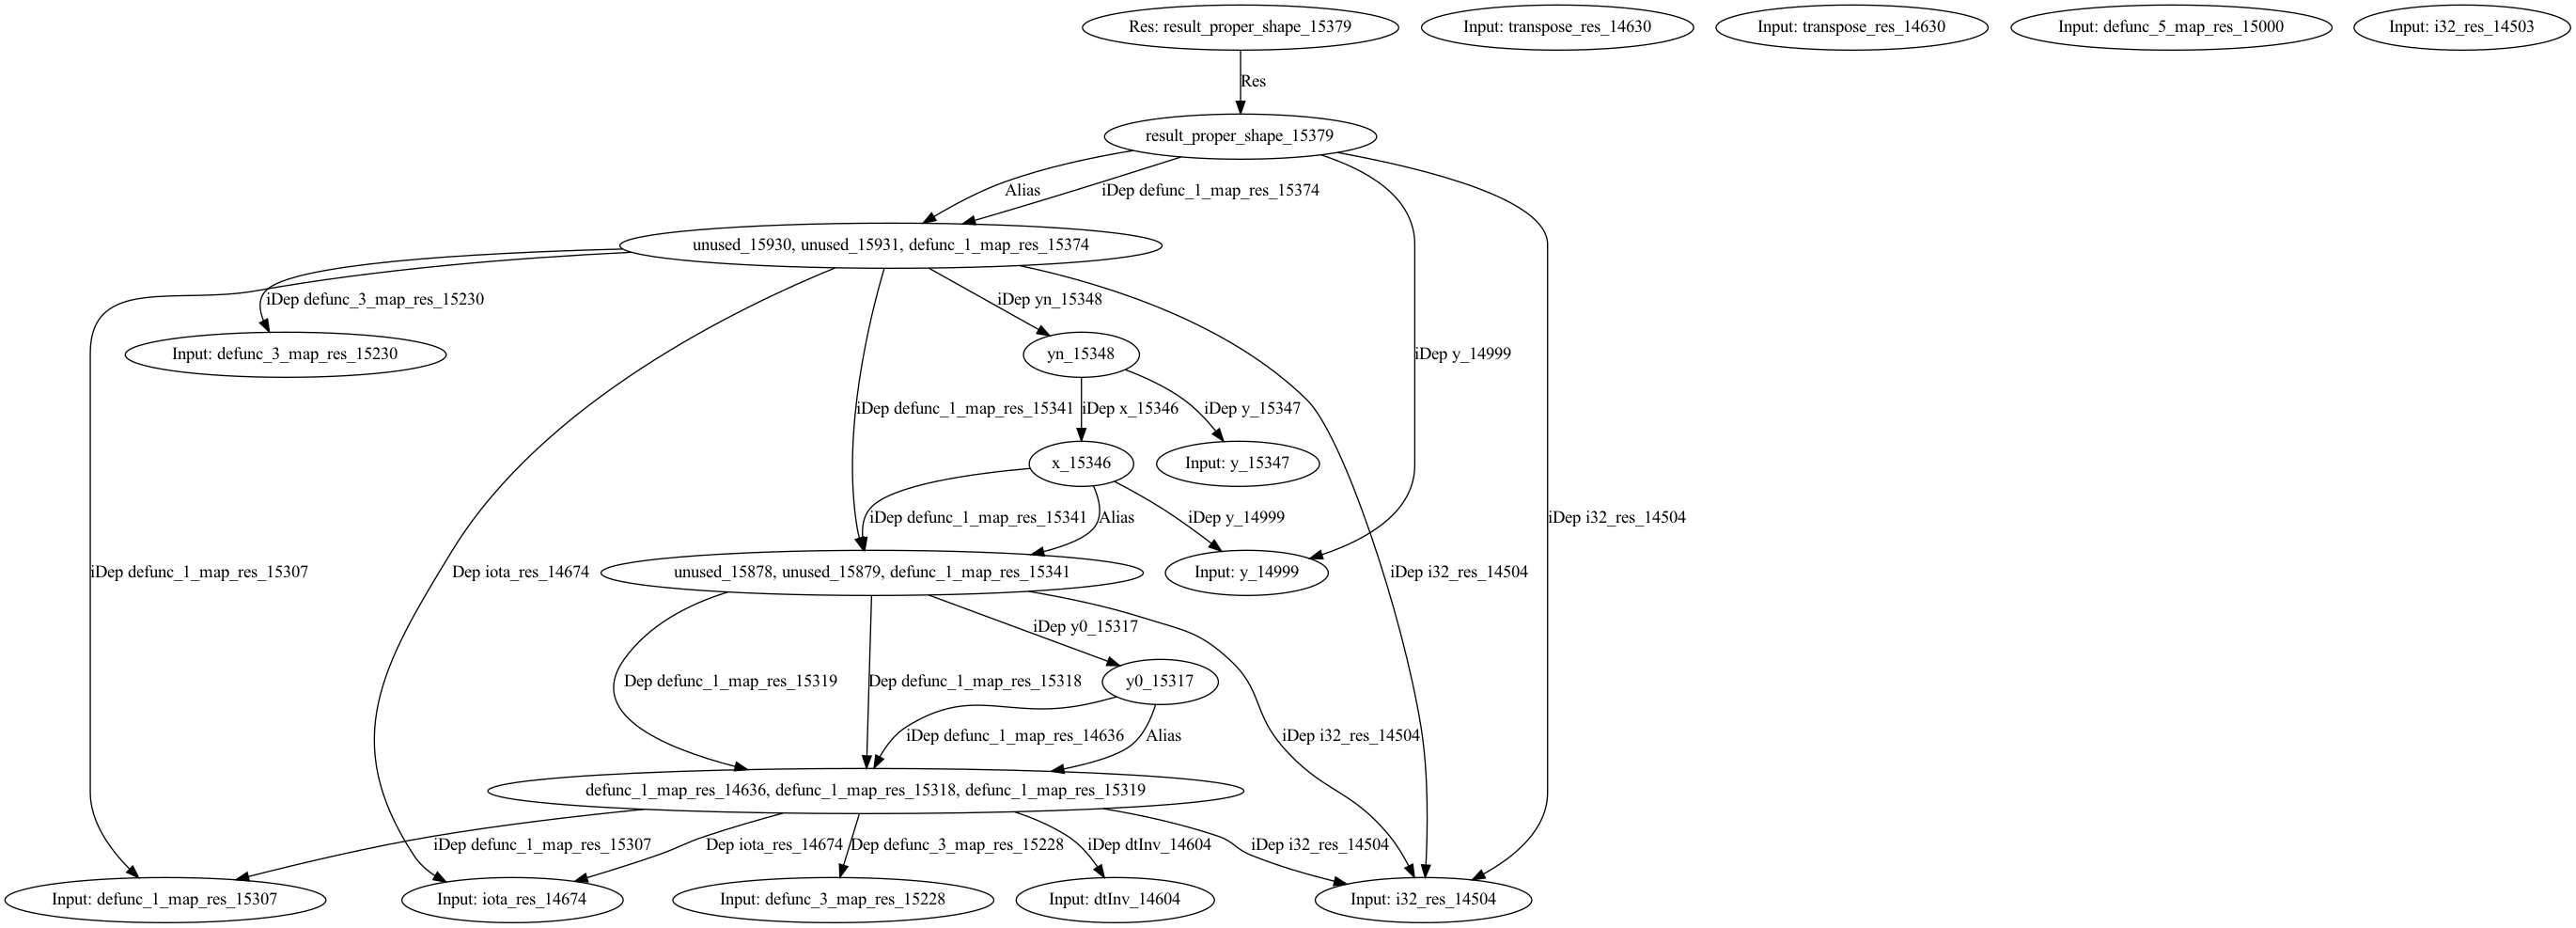 Res: result_proper_shape_15379
Input: transpose_res_14630
Input: transpose_res_14630
Input: defunc_5_map_res_15000
Input: i32_res_14503
Res
result_proper_shape_15379
Alias
iDep defunc_1_map_res_15374
unused_15930, unused_15931, defunc_1_map_res_15374
iDep defunc_3_map_res_15230
iDep yn_15348
Input: defunc_3_map_res_15230
yn_15348
iDep y_14999
iDep defunc_1_map_res_15341
iDep x_15346
iDep y_15347
x_15346
Input: y_15347
iDep defunc_1_map_res_15341
Alias
iDep y_14999
iDep i32_res_14504
iDep defunc_1_map_res_15307
Dep iota_res_14674
unused_15878, unused_15879, defunc_1_map_res_15341
Input: y_14999
iDep i32_res_14504
iDep y0_15317
Dep defunc_1_map_res_15319
Dep defunc_1_map_res_15318
y0_15317
iDep defunc_1_map_res_14636
Alias
iDep i32_res_14504
defunc_1_map_res_14636, defunc_1_map_res_15318, defunc_1_map_res_15319
iDep defunc_1_map_res_15307
Dep iota_res_14674
Dep defunc_3_map_res_15228
iDep dtInv_14604
iDep i32_res_14504
Input: defunc_1_map_res_15307
Input: iota_res_14674
Input: defunc_3_map_res_15228
Input: dtInv_14604
Input: i32_res_14504